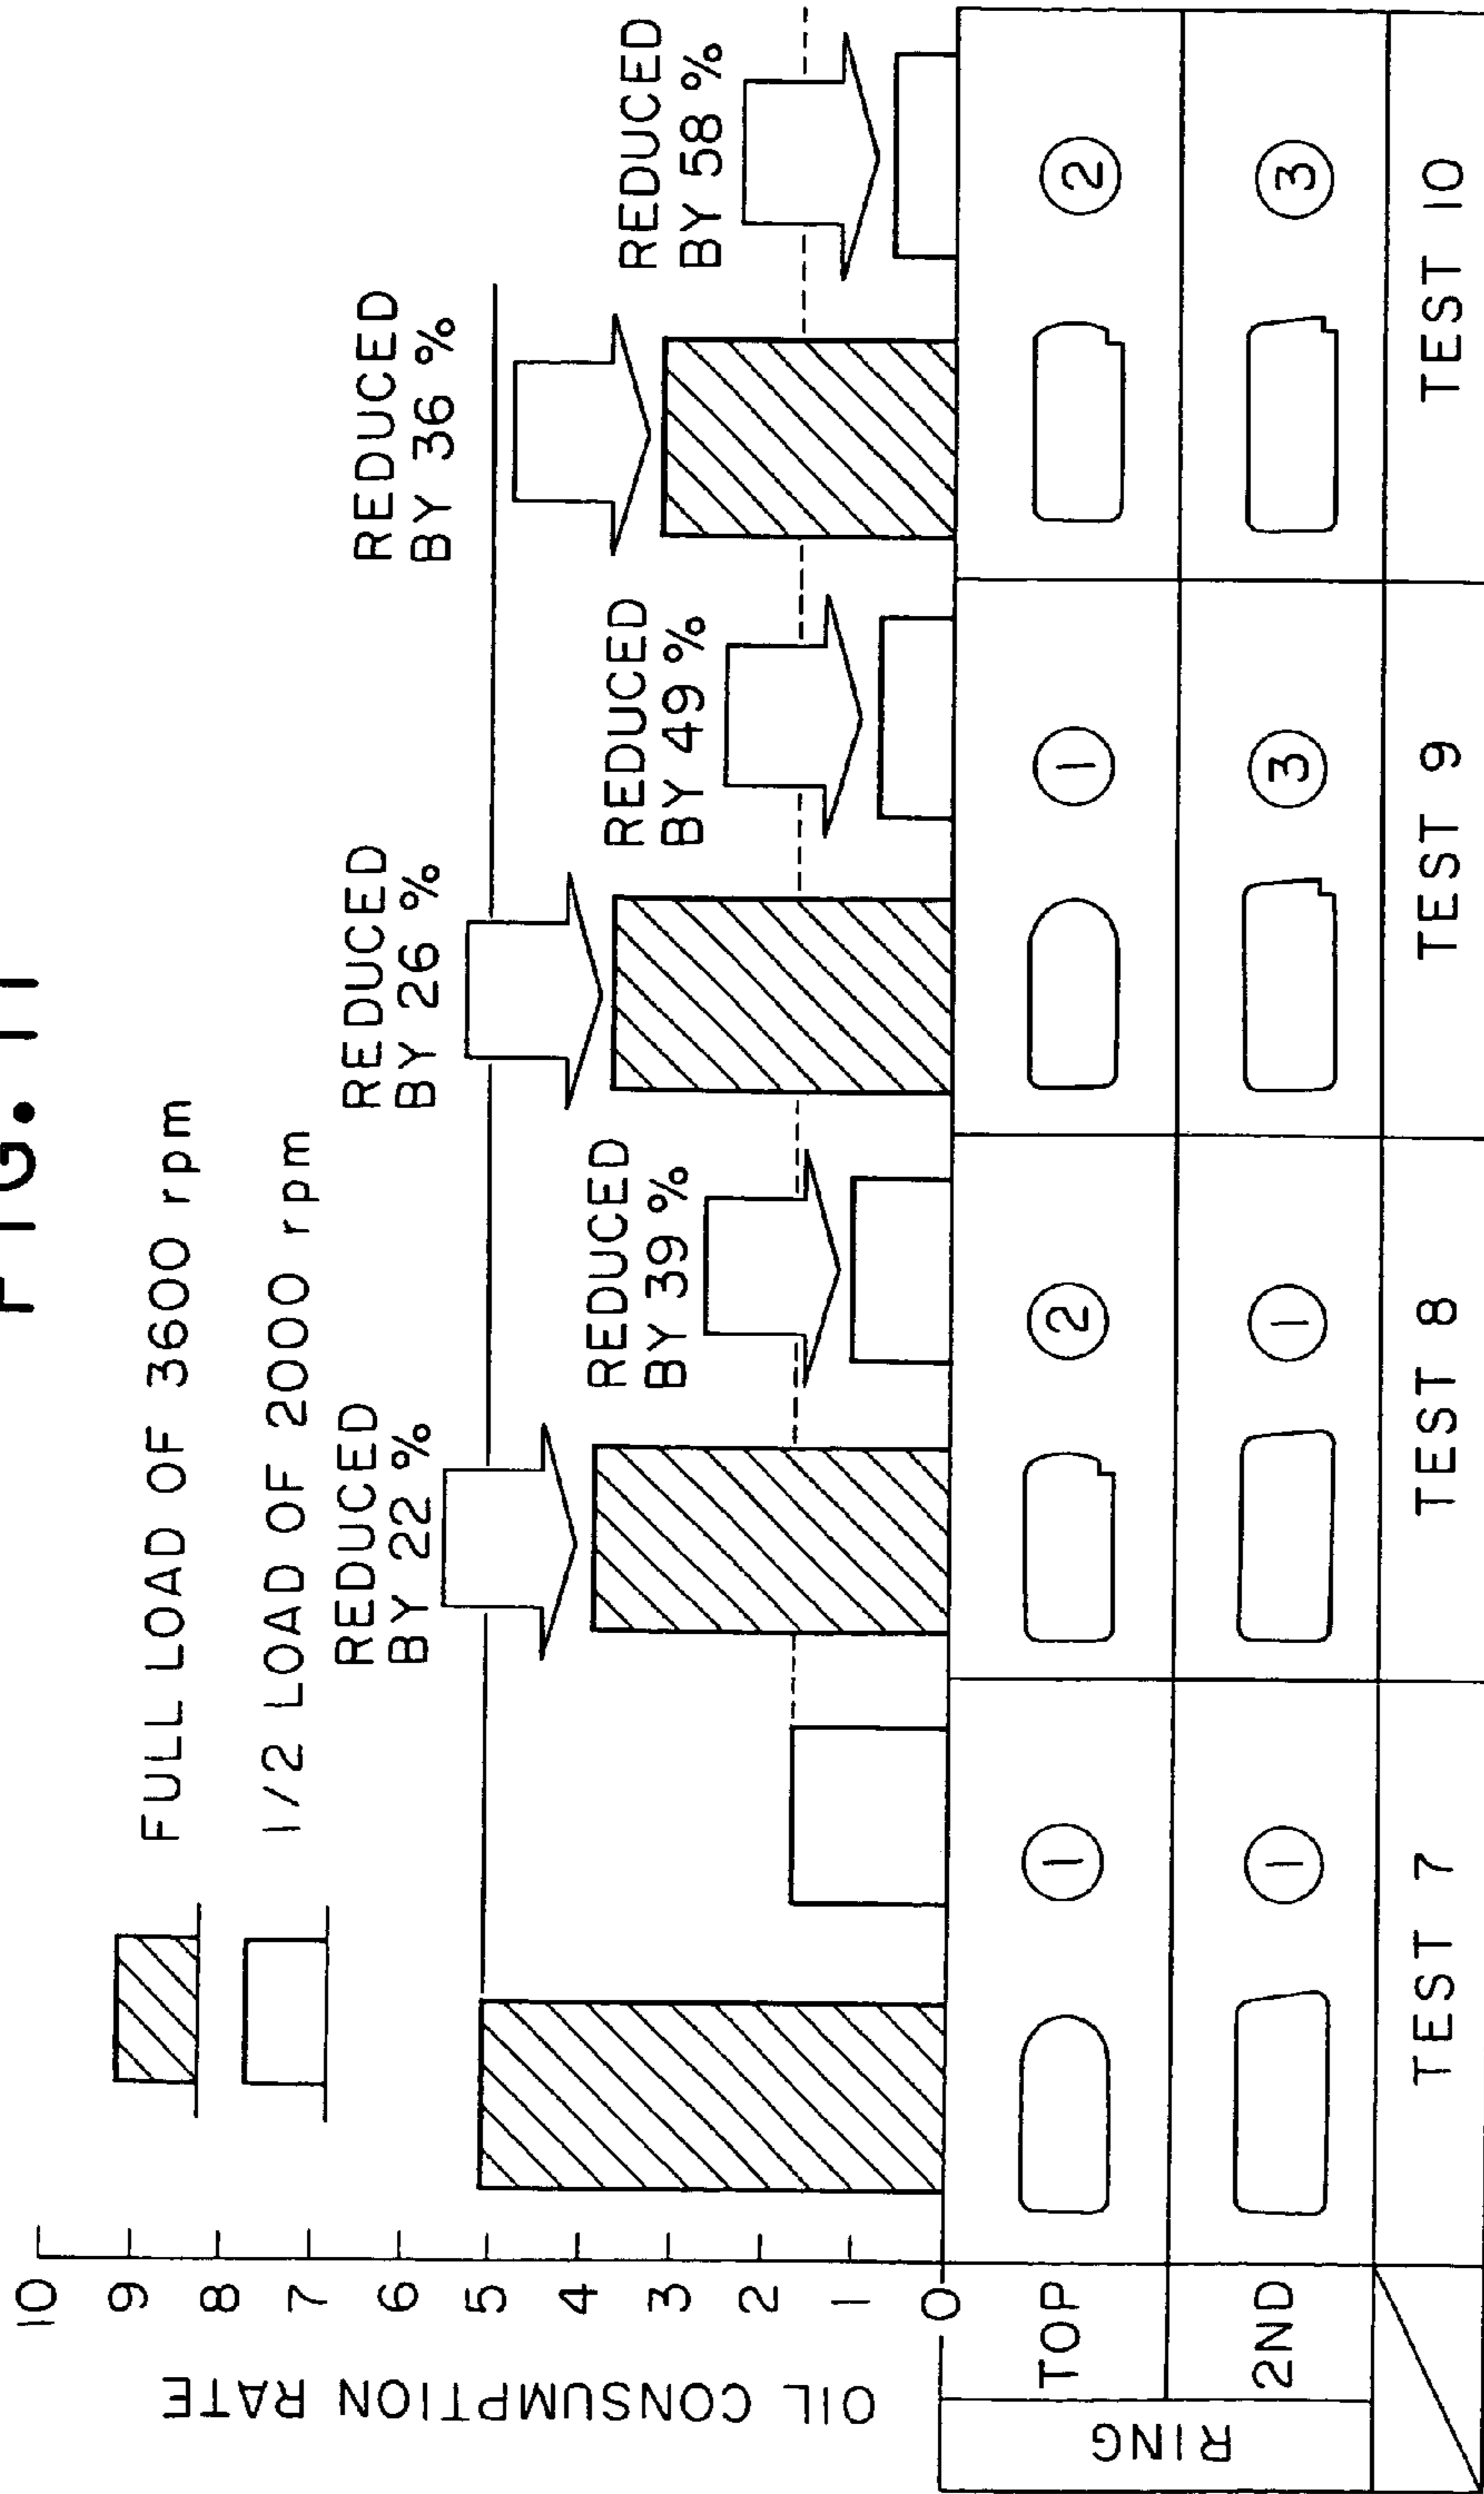 FIG. 11
FULL LOAD OF 3600 rpm
1/2 LOAD OF 2000 rpm
OIL CONSUMPTION RATE
10
9
8
7
6
5
4
3
2
1
0
REDUCED
BY 22 %
REDUCED
BY 39 %
REDUCED
BY 26 %
REDUCED
BY 49 %
REDUCED
BY 36 %
REDUCED
BY 58 %
RING
TOP
① ② ① ②
2ND
① ① ③ ③
TEST 7 TEST 8 TEST 9 TEST 10